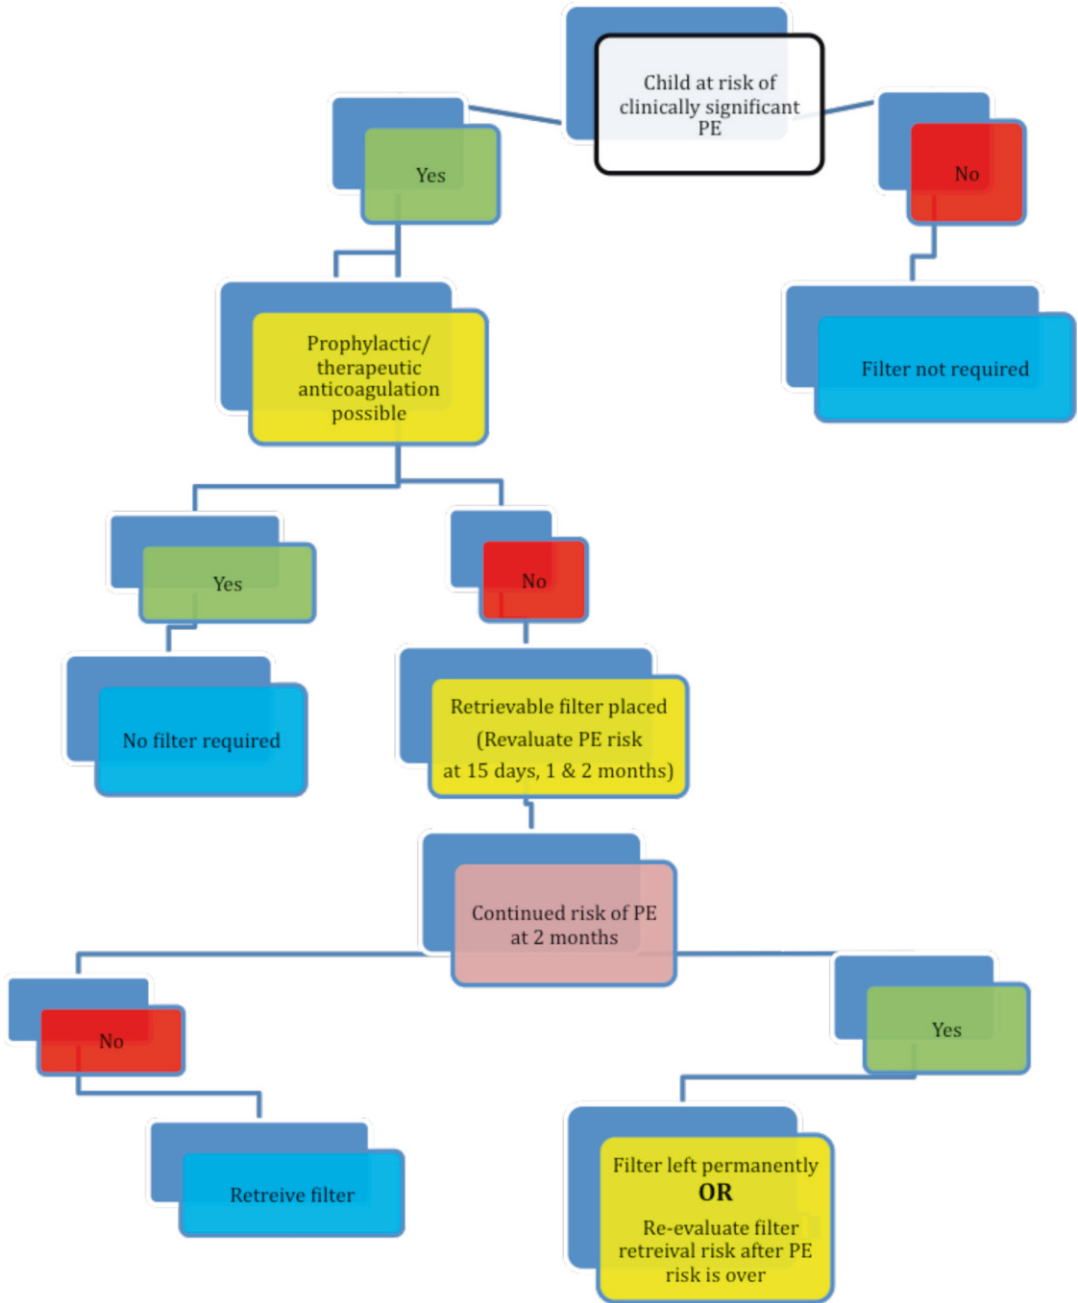 Child at risk of
clinically significant
PE
Yes
No
Prophylactic/
therapeutic
anticoagulation
possible
Filter not required
Yes
No
No filter required
Retrievable filter placed
(Revaluate PE risk
at 15 days, 1 & 2 months)
Continued risk of PE
at 2 months
No
Yes
Retreive filter
Filter left permanently
OR
Re-evaluate filter
retreival risk after PE
risk is over